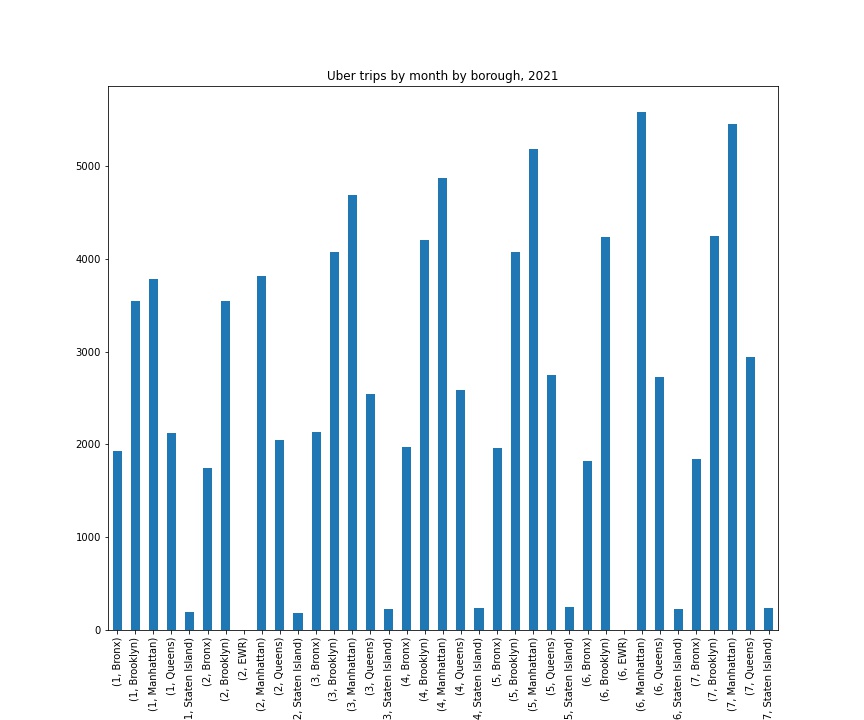 Uber trips by month by borough, 2021
5000
4000
3000
2000
1000
0
(1, Bronx)
(1, Brooklyn)
(1, Manhattan)
(1, Queens)
1, Staten Island)
(2, Bronx)
(2, Brooklyn)
(2, EWR)
(2, Manhattan)
(2, Queens)
2, Staten Island)
(3, Bronx)
(3, Brooklyn)
(3, Manhattan)
(3, Queens)
3, Staten Island)
(4, Bronx)
(4, Brooklyn)
(4, Manhattan)
(4, Queens)
4, Staten Island)
(5, Bronx)
(5, Brooklyn)
(5, Manhattan)
(5, Queens)
5, Staten Island)
(6, Bronx)
(6, Brooklyn)
(6, EWR)
(6, Manhattan)
(6, Queens)
6, Staten Island)
(7, Bronx)
(7, Brooklyn)
(7, Manhattan)
(7, Queens)
7, Staten Island)